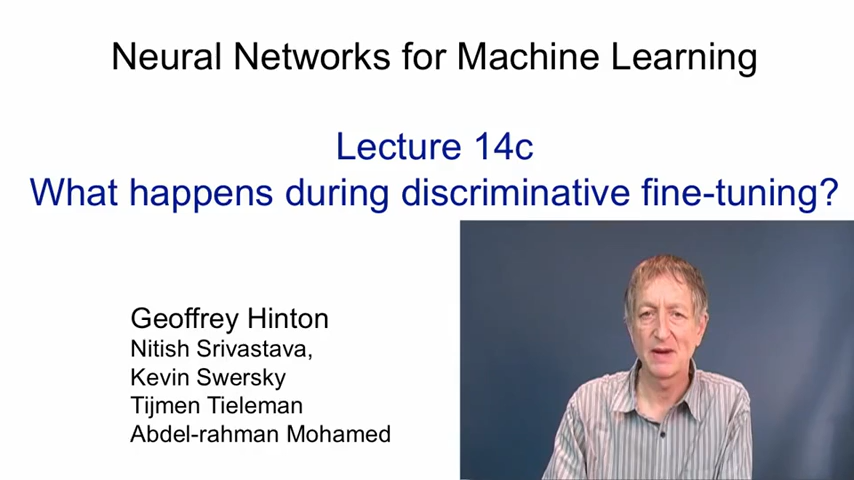 Neural Networks for Machine Learning
Lecture 14c
What happens during discriminative fine-tuning?
Geoffrey Hinton
Nitish Srivastava,
Kevin Swersky
Tijmen Tieleman
Abdel-rahman Mohamed